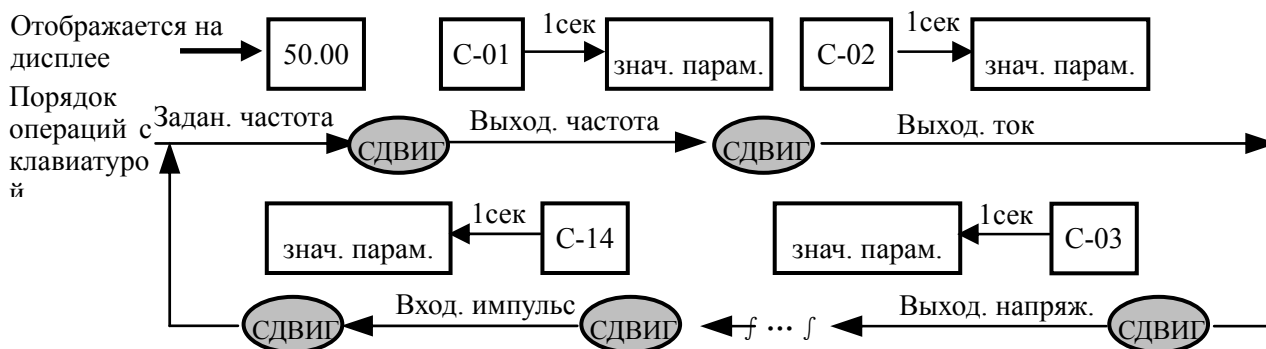 Отображается на
дисплее
50.00
C-01
1сек
знач. парам.
C-02
1сек
знач. парам.
Порядок
операций с
клавиатуро
й
Задан. частота
СДВИГ
Выход. частота
СДВИГ
Выход. ток
знач. парам.
1сек
C-14
знач. парам.
1сек
C-03
СДВИГ
Вход. импульс
СДВИГ
∫ ··· ∫
Выход. напряж.
СДВИГ